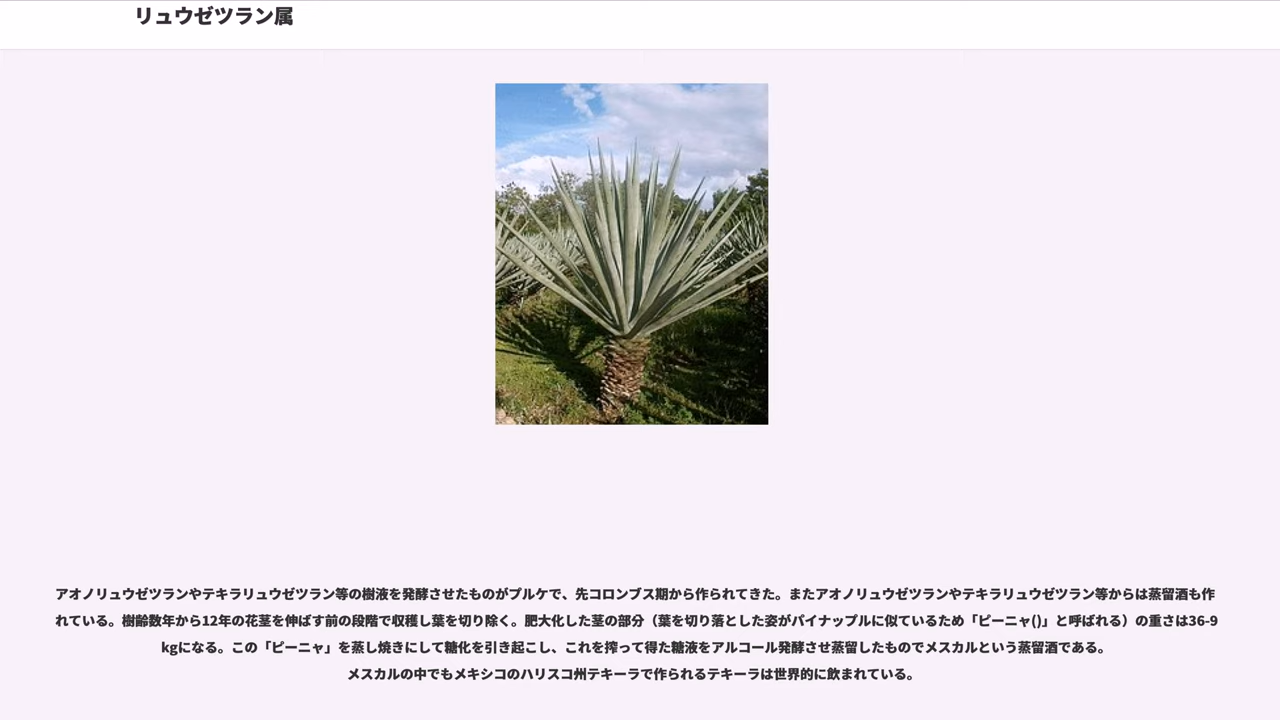 リュウゼツラン属
アオノリュウゼツランやテキラリュウゼツラン等の樹液を発酵させたものがプルケで、先コロンブス期から作られてきた。またアオノリュウゼツランやテキラリュウゼツラン等からは蒸留酒も作
れている。樹齢数年から12年の花茎を伸ばす前の段階で収穫し葉を切り除く。肥大化した茎の部分（葉を切り落とした姿がパイナップルに似ているため「ピーニャ()」と呼ばれる）の重さは36-9
kgになる。この「ピーニャ」を蒸し焼きにして糖化を引き起こし、これを搾って得た糖液をアルコール発酵させ蒸留したものでメスカルという蒸留酒である。
メスカルの中でもメキシコのハリスコ州テキーラで作られるテキーラは世界的に飲まれている。